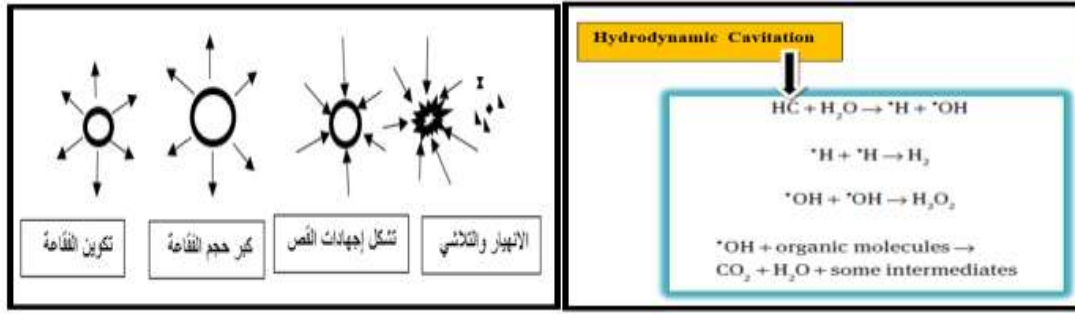 تكوين الفقاعة
كبر حجم الفقاعة
تشكل إجهادات القص
الانهيار والتلاشي
Hydrodynamic Cavitation
HC + H₂O → •H + •OH
•H + •H → H₂
•OH + •OH → H₂O₂
•OH + organic molecules →
CO₂ + H₂O + some intermediates